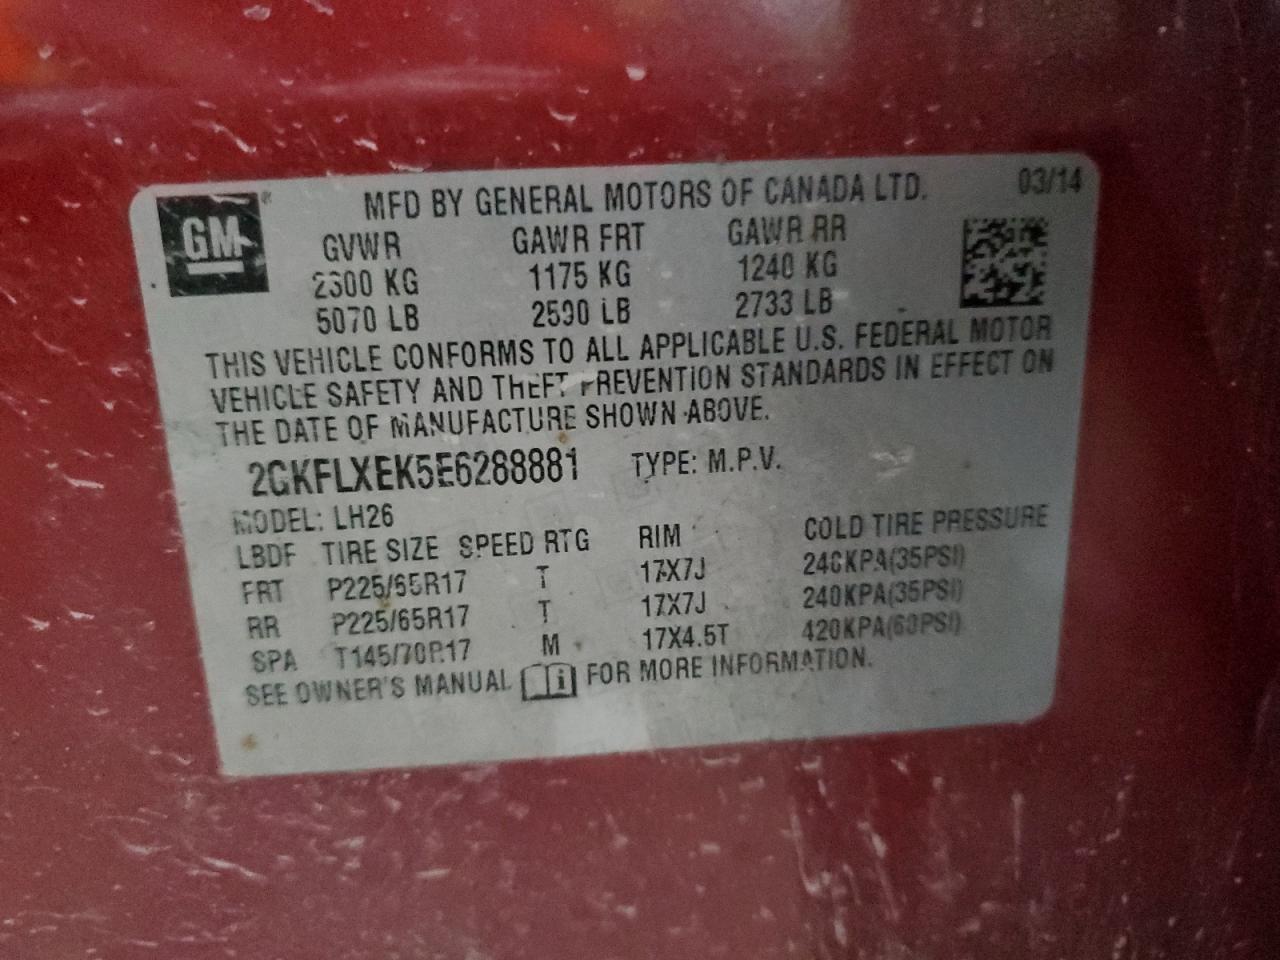 GM®
MFD BY GENERAL MOTORS OF CANADA LTD. 03/14
GVWR GAWR FRT GAWR RR
2300 KG 1175 KG 1240 KG
5070 LB 2590 LB 2733 LB
THIS VEHICLE CONFORMS TO ALL APPLICABLE U.S. FEDERAL MOTOR
VEHICLE SAFETY AND THEFT PREVENTION STANDARDS IN EFFECT ON
THE DATE OF MANUFACTURE SHOWN ABOVE.
2GKFLXEK5E6288881 TYPE: M.P.V.
MODEL: LH26
LBDF TIRE SIZE SPEED RTG RIM COLD TIRE PRESSURE
FRT P225/65R17 T 17X7J 240KPA(35PSI)
RR P225/65R17 T 17X7J 240KPA(35PSI)
SPA T145/70R17 M 17X4.5T 420KPA(60PSI)
SEE OWNER'S MANUAL i FOR MORE INFORMATION.